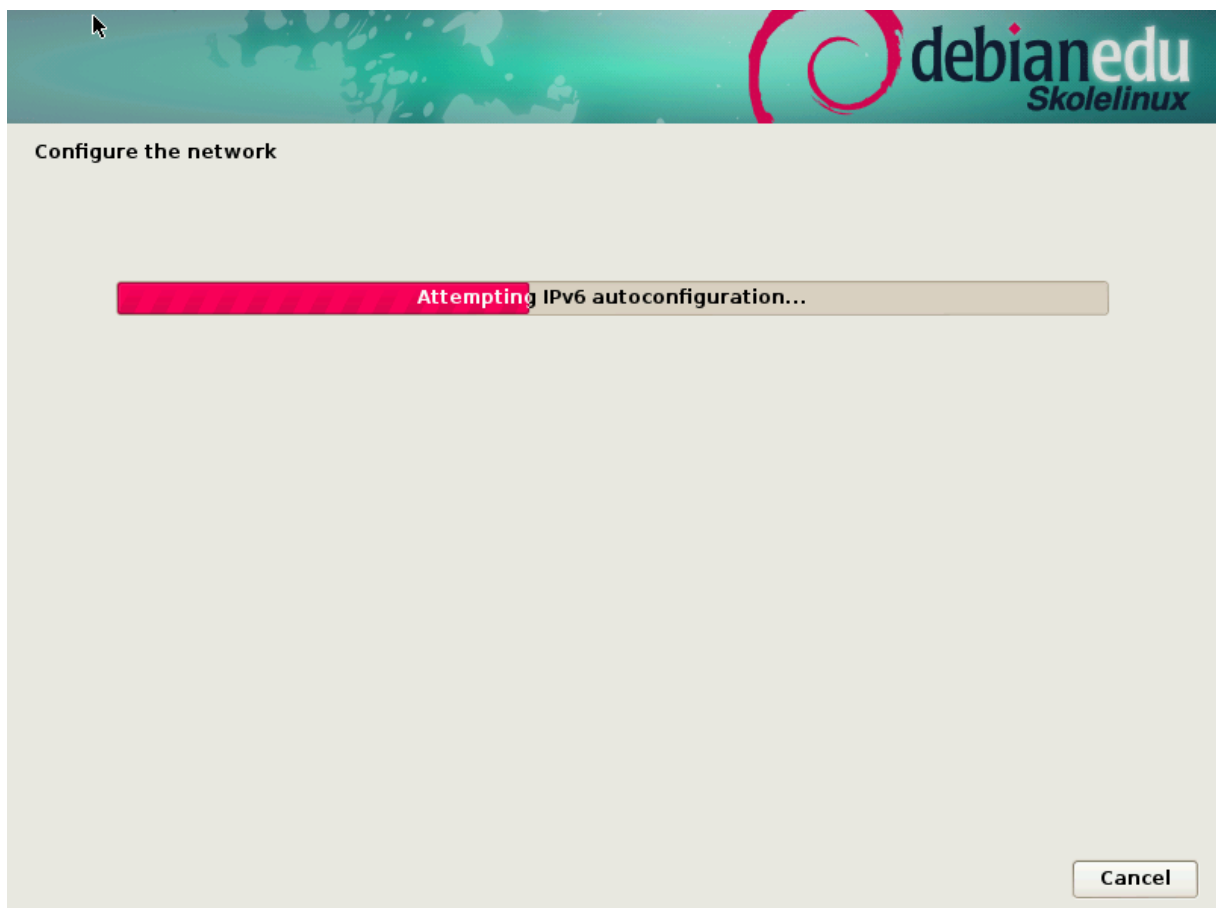 debianedu
Skolelinux
Configure the network
Attempting IPv6 autoconfiguration...
Cancel